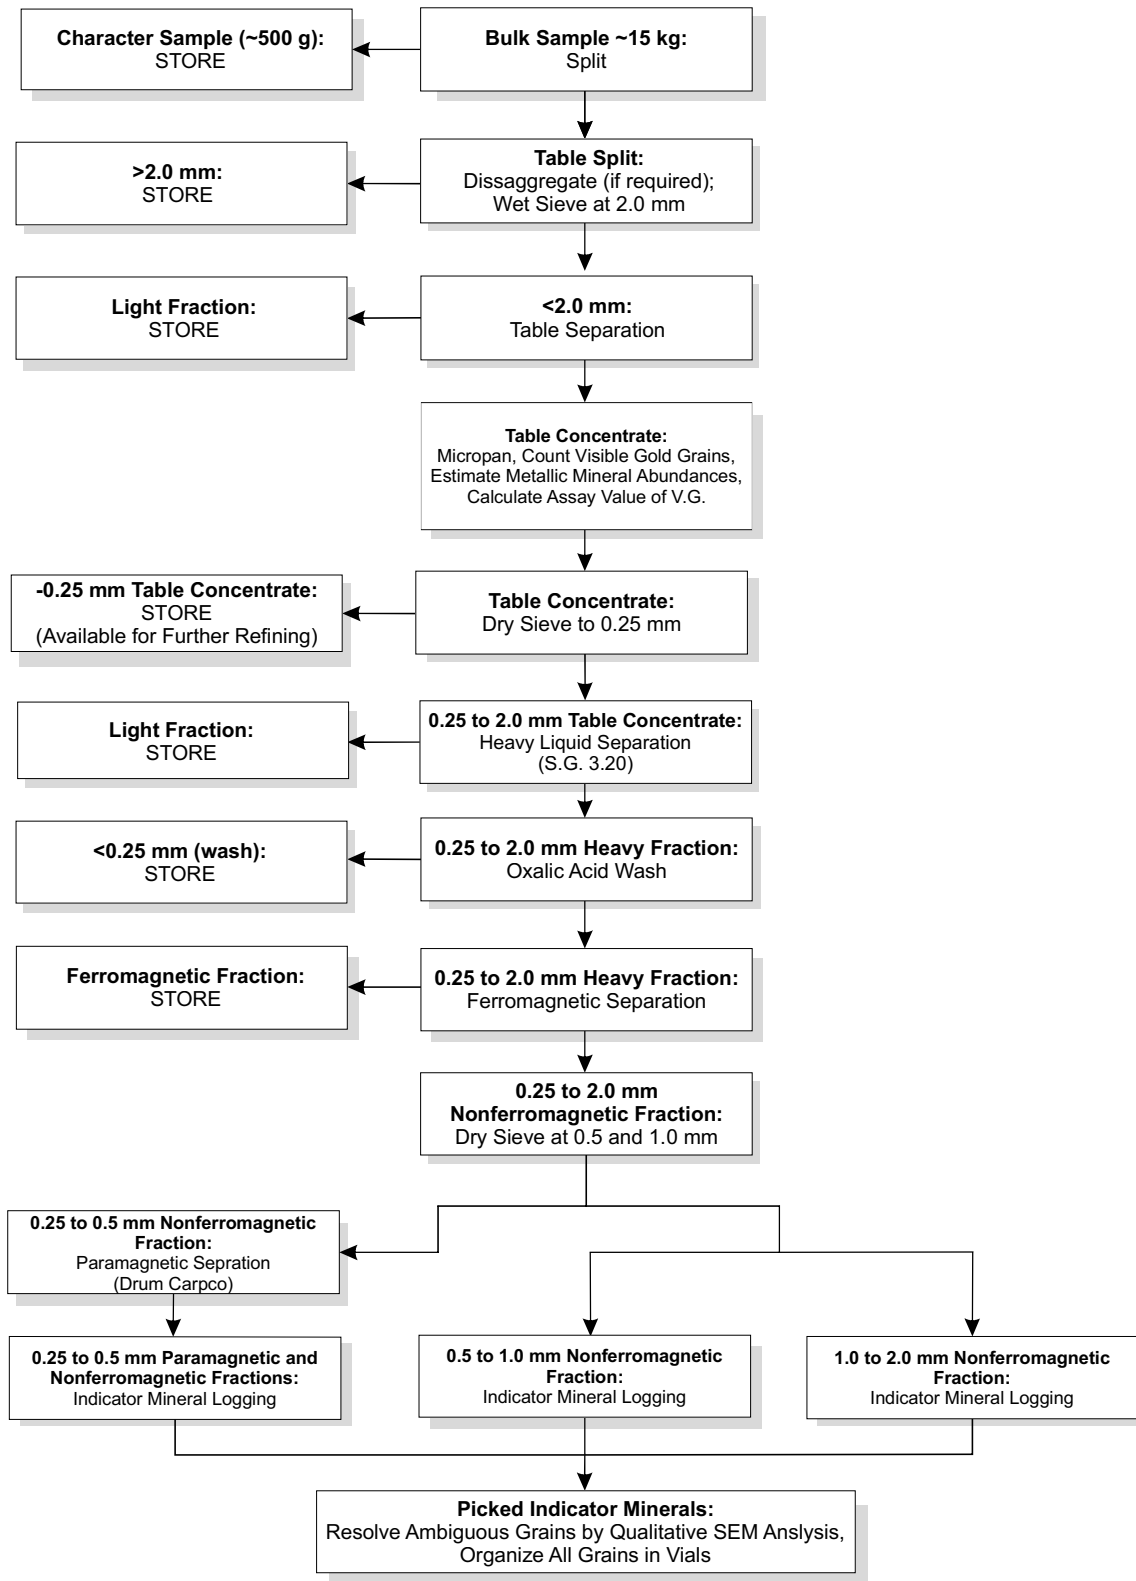 Character Sample (~500 g):
STORE
Bulk Sample ~15 kg:
Split
>2.0 mm:
STORE
Table Split:
Dissaggregate (if required);
Wet Sieve at 2.0 mm
Light Fraction:
STORE
<2.0 mm:
Table Separation
Table Concentrate:
Micropan, Count Visible Gold Grains,
Estimate Metallic Mineral Abundances,
Calculate Assay Value of V.G.
-0.25 mm Table Concentrate:
STORE
(Available for Further Refining)
Table Concentrate:
Dry Sieve to 0.25 mm
Light Fraction:
STORE
0.25 to 2.0 mm Table Concentrate:
Heavy Liquid Separation
(S.G. 3.20)
<0.25 mm (wash):
STORE
0.25 to 2.0 mm Heavy Fraction:
Oxalic Acid Wash
Ferromagnetic Fraction:
STORE
0.25 to 2.0 mm Heavy Fraction:
Ferromagnetic Separation
0.25 to 2.0 mm
Nonferromagnetic Fraction:
Dry Sieve at 0.5 and 1.0 mm
0.25 to 0.5 mm Nonferromagnetic
Fraction:
Paramagnetic Sepration
(Drum Carpco)
0.25 to 0.5 mm Paramagnetic and
Nonferromagnetic Fractions:
Indicator Mineral Logging
0.5 to 1.0 mm Nonferromagnetic
Fraction:
Indicator Mineral Logging
1.0 to 2.0 mm Nonferromagnetic
Fraction:
Indicator Mineral Logging
Picked Indicator Minerals:
Resolve Ambiguous Grains by Qualitative SEM Anslysis,
Organize All Grains in Vials